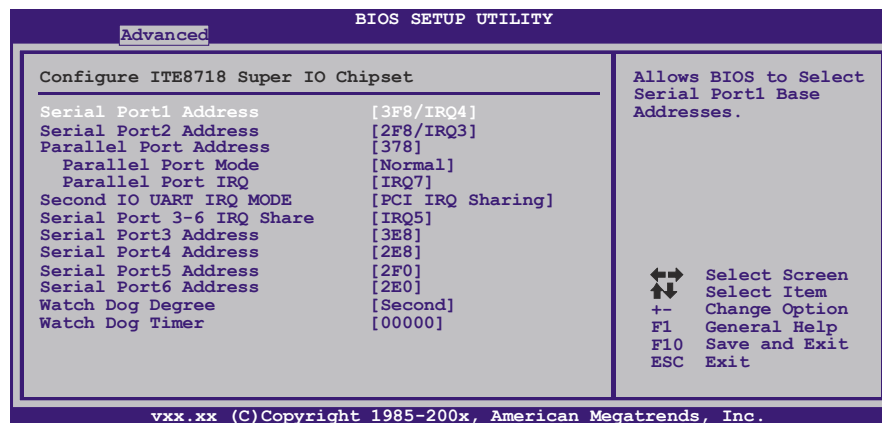 BIOS SETUP UTILITY
Advanced
Configure ITE8718 Super IO Chipset
Serial Port1 Address [3F8/IRQ4]
Serial Port2 Address [2F8/IRQ3]
Parallel Port Address [378]
Parallel Port Mode [Normal]
Parallel Port IRQ [IRQ7]
Second IO UART IRQ MODE [PCI IRQ Sharing]
Serial Port 3-6 IRQ Share [IRQ5]
Serial Port3 Address [3E8]
Serial Port4 Address [2E8]
Serial Port5 Address [2F0]
Serial Port6 Address [2E0]
Watch Dog Degree [Second]
Watch Dog Timer [00000]
Allows BIOS to Select
Serial Port1 Base
Addresses.
Select Screen
Select Item
+- Change Option
F1 General Help
F10 Save and Exit
ESC Exit
vxx.xx (C)Copyright 1985-200x, American Megatrends, Inc.